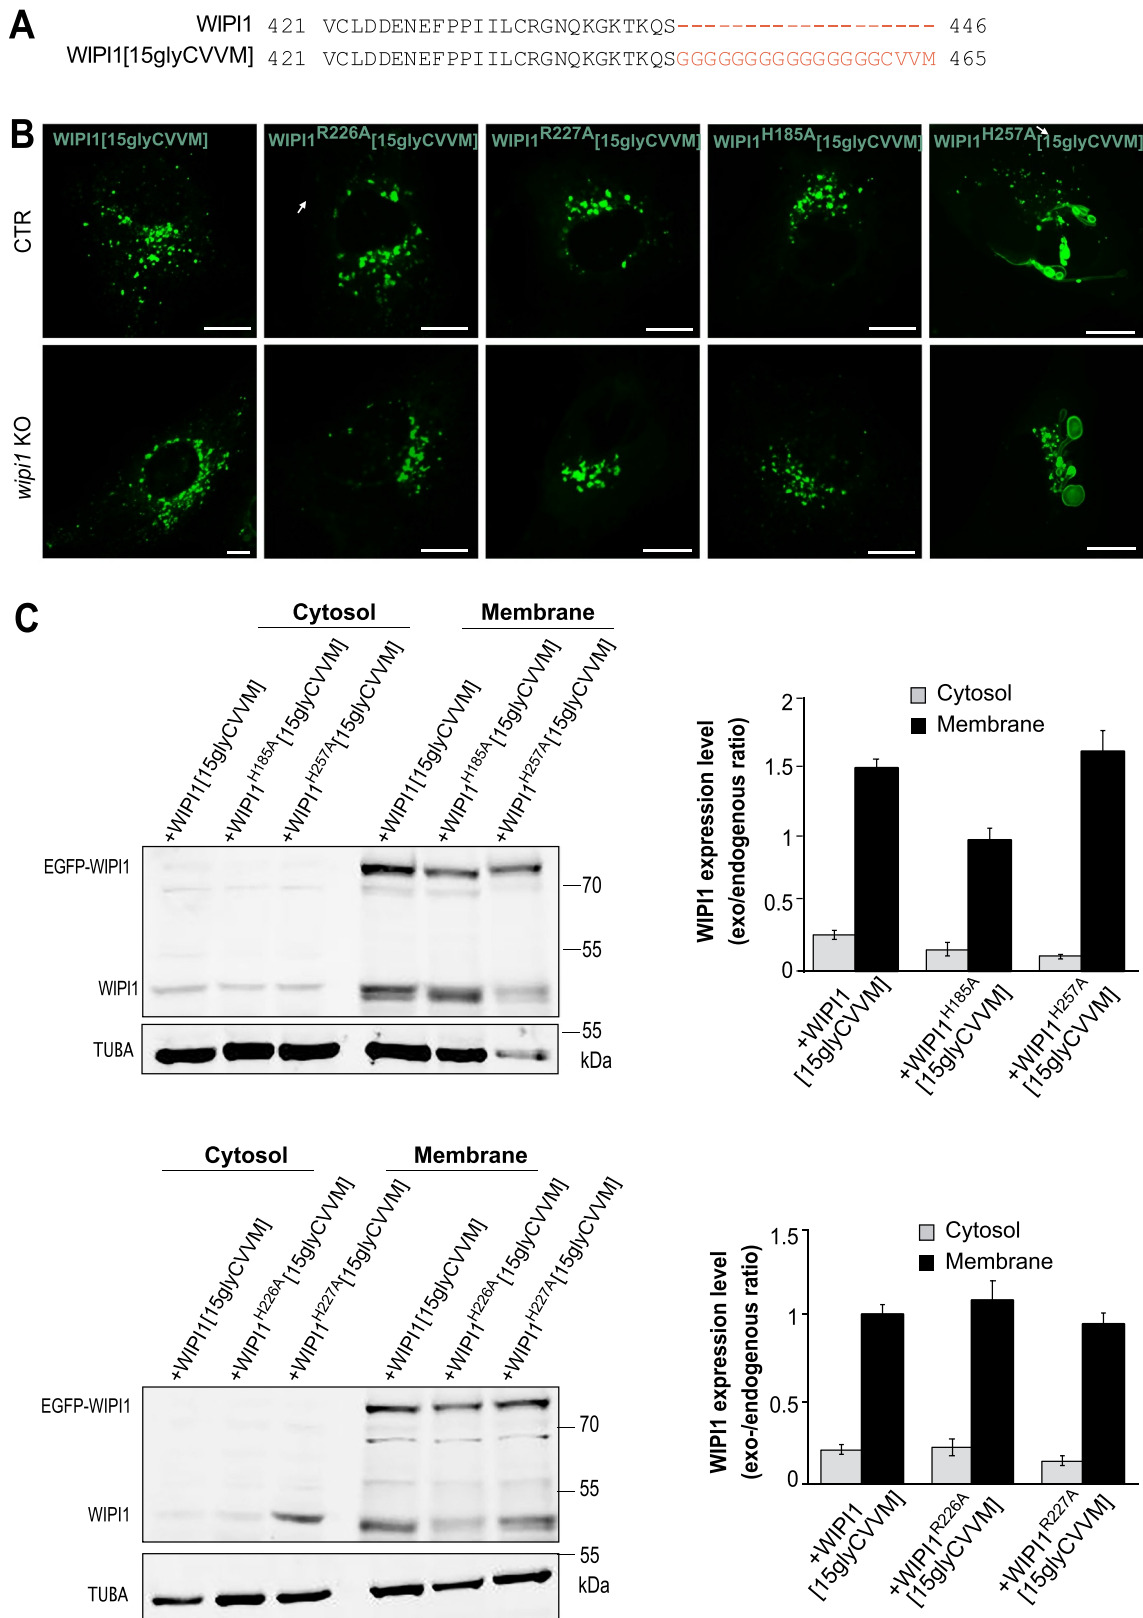 A
WIPI1 421 VCLDDENEFPPIILCRGNQKGKTKQS------------------- 446
WIPI1[15glyCVVM] 421 VCLDDENEFPPIILCRGNQKGKTKQSGGGGGGGGGGGGGGGCVVM 465
B
WIPI1[15glyCVVM] WIPI1R226A[15glyCVVM] WIPI1R227A[15glyCVVM] WIPI1H185A[15glyCVVM] WIPI1H257A[15glyCVVM]
CTR
wipi1 KO
C
Cytosol Membrane
+WIPI1[15glyCVVM]
+WIPI1H185A[15glyCVVM]
+WIPI1H257A[15glyCVVM]
+WIPI1[15glyCVVM]
+WIPI1H185A[15glyCVVM]
+WIPI1H257A[15glyCVVM]
EGFP-WIPI1
70
55
WIPI1
55
TUBA
kDa
WIPI1 expression level
(exo/endogenous ratio)
2
1.5
1
0.5
0
Cytosol
Membrane
+WIPI1
[15glyCVVM]
+WIPI1H185A
[15glyCVVM]
+WIPI1H257A
[15glyCVVM]
Cytosol Membrane
+WIPI1[15glyCVVM]
+WIPI1H226A[15glyCVVM]
+WIPI1H227A[15glyCVVM]
+WIPI1[15glyCVVM]
+WIPI1H226A[15glyCVVM]
+WIPI1H227A[15glyCVVM]
EGFP-WIPI1
70
55
WIPI1
55
TUBA
kDa
WIPI1 expression level
(exo-/endogenous ratio)
1.5
1
0.5
0
Cytosol
Membrane
+WIPI1
[15glyCVVM]
+WIPI1R226A
[15glyCVVM]
+WIPI1R227A
[15glyCVVM]